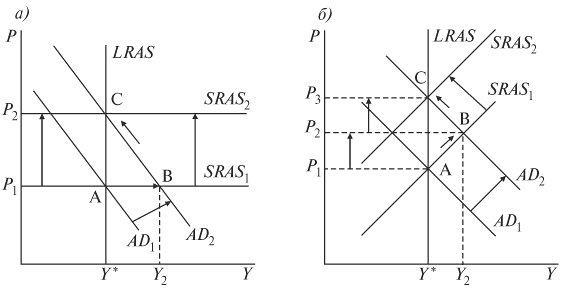 а)
P
LRAS
P₂
C
SRAS₂
P₁
A
B
SRAS₁
AD₁
AD₂
Y*
Y₂
Y
б)
P
LRAS
SRAS₂
C
SRAS₁
P₃
P₂
B
P₁
A
AD₂
AD₁
Y*
Y₂
Y